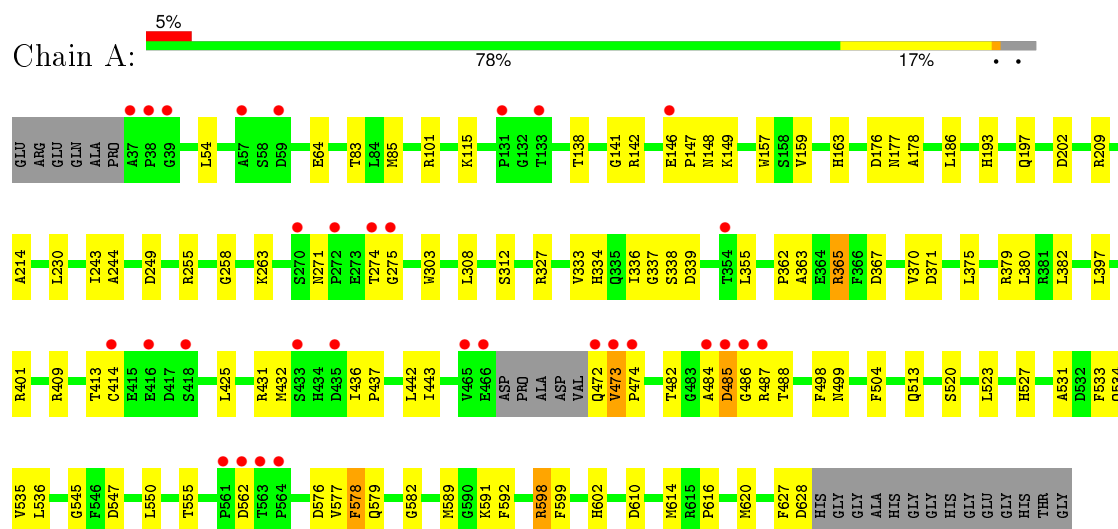 5%
Chain A:
78% 17% • •
GLU ARG GLU GLN ALA PRO A37 P38 G39 L54 A57 S58 D59 E64 T83 L84 M85 R101 K115 P131 G132 T133 T138 G141 R142 E146 P147 N148 K149 W157 S158 V159 H163 D176 N177 A178 L186 H193 Q197 D202 R209
A214 L230 I243 A244 D249 R255 G258 K263 S270 N271 P272 E273 T274 G275 W303 L308 S312 R327 V333 H334 Q335 I336 G337 S338 D339 T354 L355 P362 A363 E364 R365 F366 D367 V370 D371 L375 R379 L380 R381 L382 L397
R401 R409 T413 C414 E415 E416 D417 S418 L425 R431 M432 S433 H434 D435 I436 P437 L442 I443 V465 E466 ASP PRO ALA ASP VAL Q472 V473 P474 T482 G483 A484 D485 G486 R487 T488 F498 N499 F504 Q513 S520 L523 H527 A531 D532 F533 Q534
V535 L536 G545 F546 D547 L550 T555 P561 D562 T563 P564 D576 V577 F578 Q579 G582 M589 G590 K591 F592 R598 F599 H602 D610 M614 R615 P616 M620 F627 D628 HIS GLY GLY ALA HIS GLY GLY HIS GLY GLU GLY HIS THR GLY